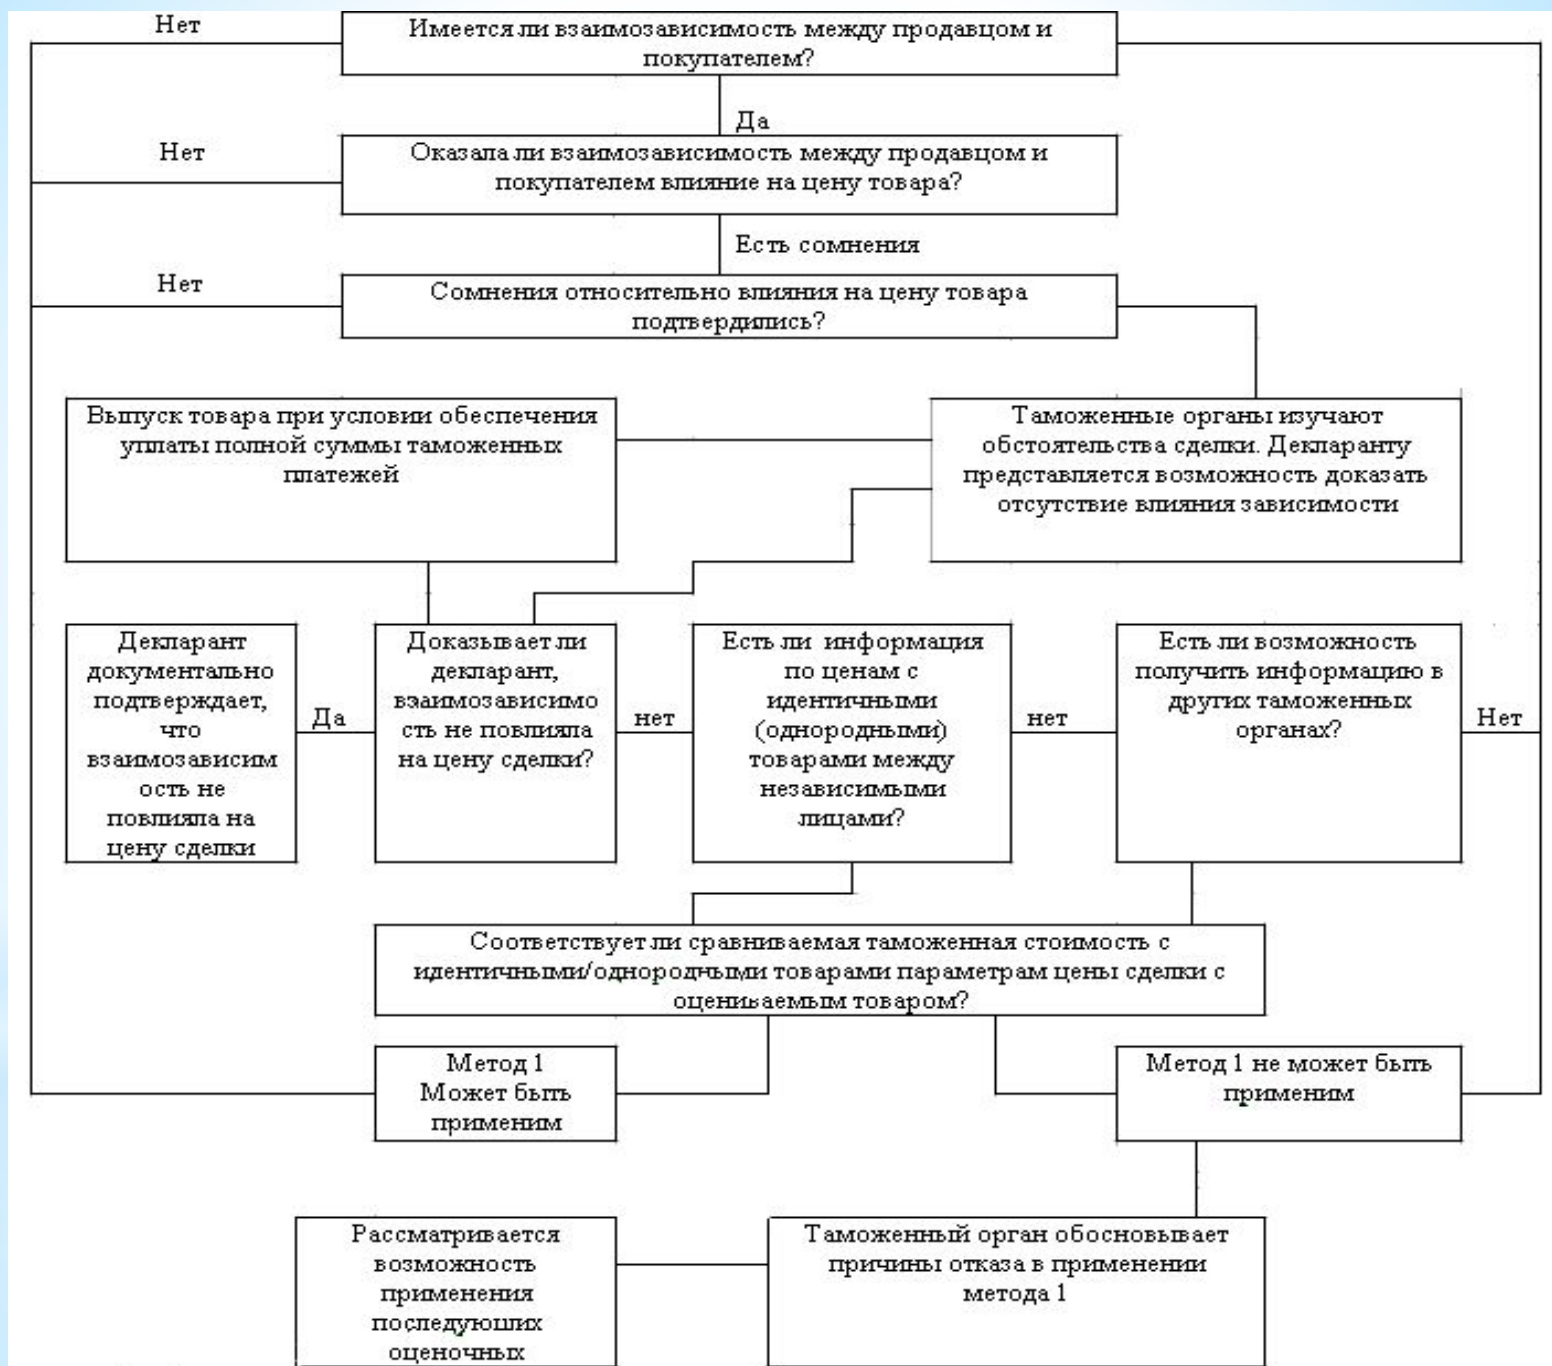 Нет
Имеется ли взаимозависимость между продавцом и
покупателем?
Да
Нет
Оказала ли взаимозависимость между продавцом и
покупателем влияние на цену товара?
Есть сомнения
Нет
Сомнения относительно влияния на цену товара
подтвердились?
Выпуск товара при условии обеспечения
уплаты полной суммы таможенных
платежей
Таможенные органы изучают
обстоятельства сделки. Декларанту
представляется возможность доказать
отсутствие влияния зависимости
Декларант
документально
подтверждает,
что
взаимозависим
ость не
повлияла на
цену сделки
Да
Доказывает ли
декларант,
взаимозависимо
сть не повлияла
на цену сделки?
нет
Есть ли информация
по ценам с
идентичными
(однородными)
товарами между
независимыми
лицами?
нет
Есть ли возможность
получить информацию в
других таможенных
органах?
Нет
Соответствует ли сравниваемая таможенная стоимость с
идентичными/однородными товарами параметрам цены сделки с
оцениваемым товаром?
Метод 1
Может быть
применим
Метод 1 не может быть
применим
Рассматривается
возможность
применения
последующих
оценочных
Таможенный орган обосновывает
причины отказа в применении
метода 1